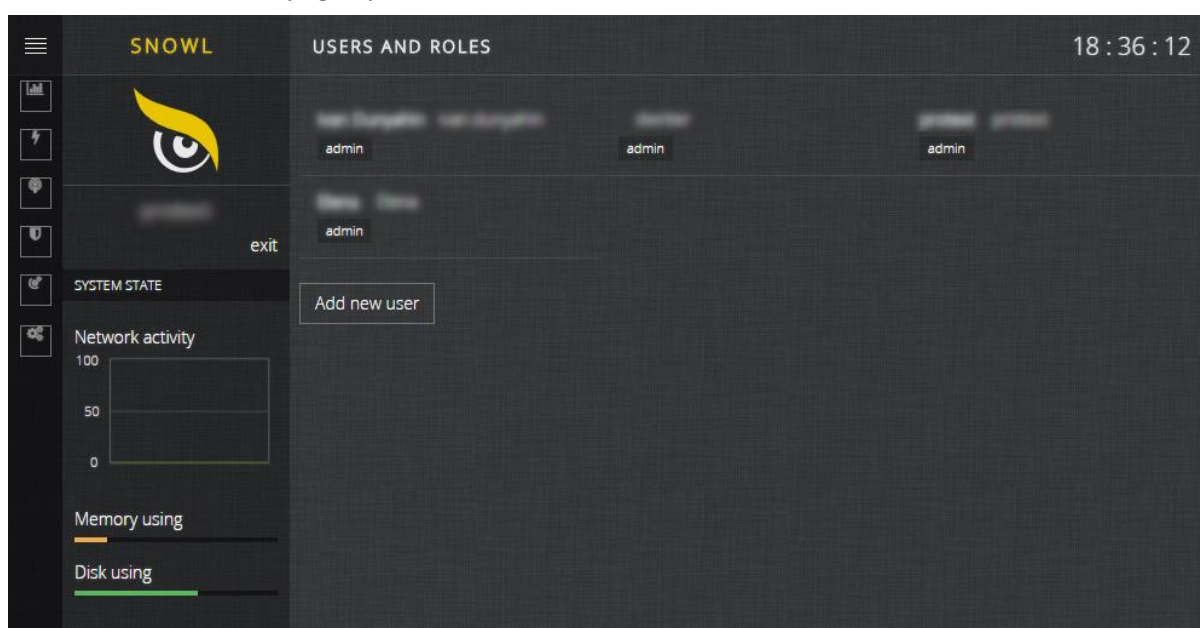 SNOWL
USERS AND ROLES
18 : 36 : 12
admin
admin
admin
admin
exit
SYSTEM STATE
Add new user
Network activity
100
50
0
Memory using
Disk using